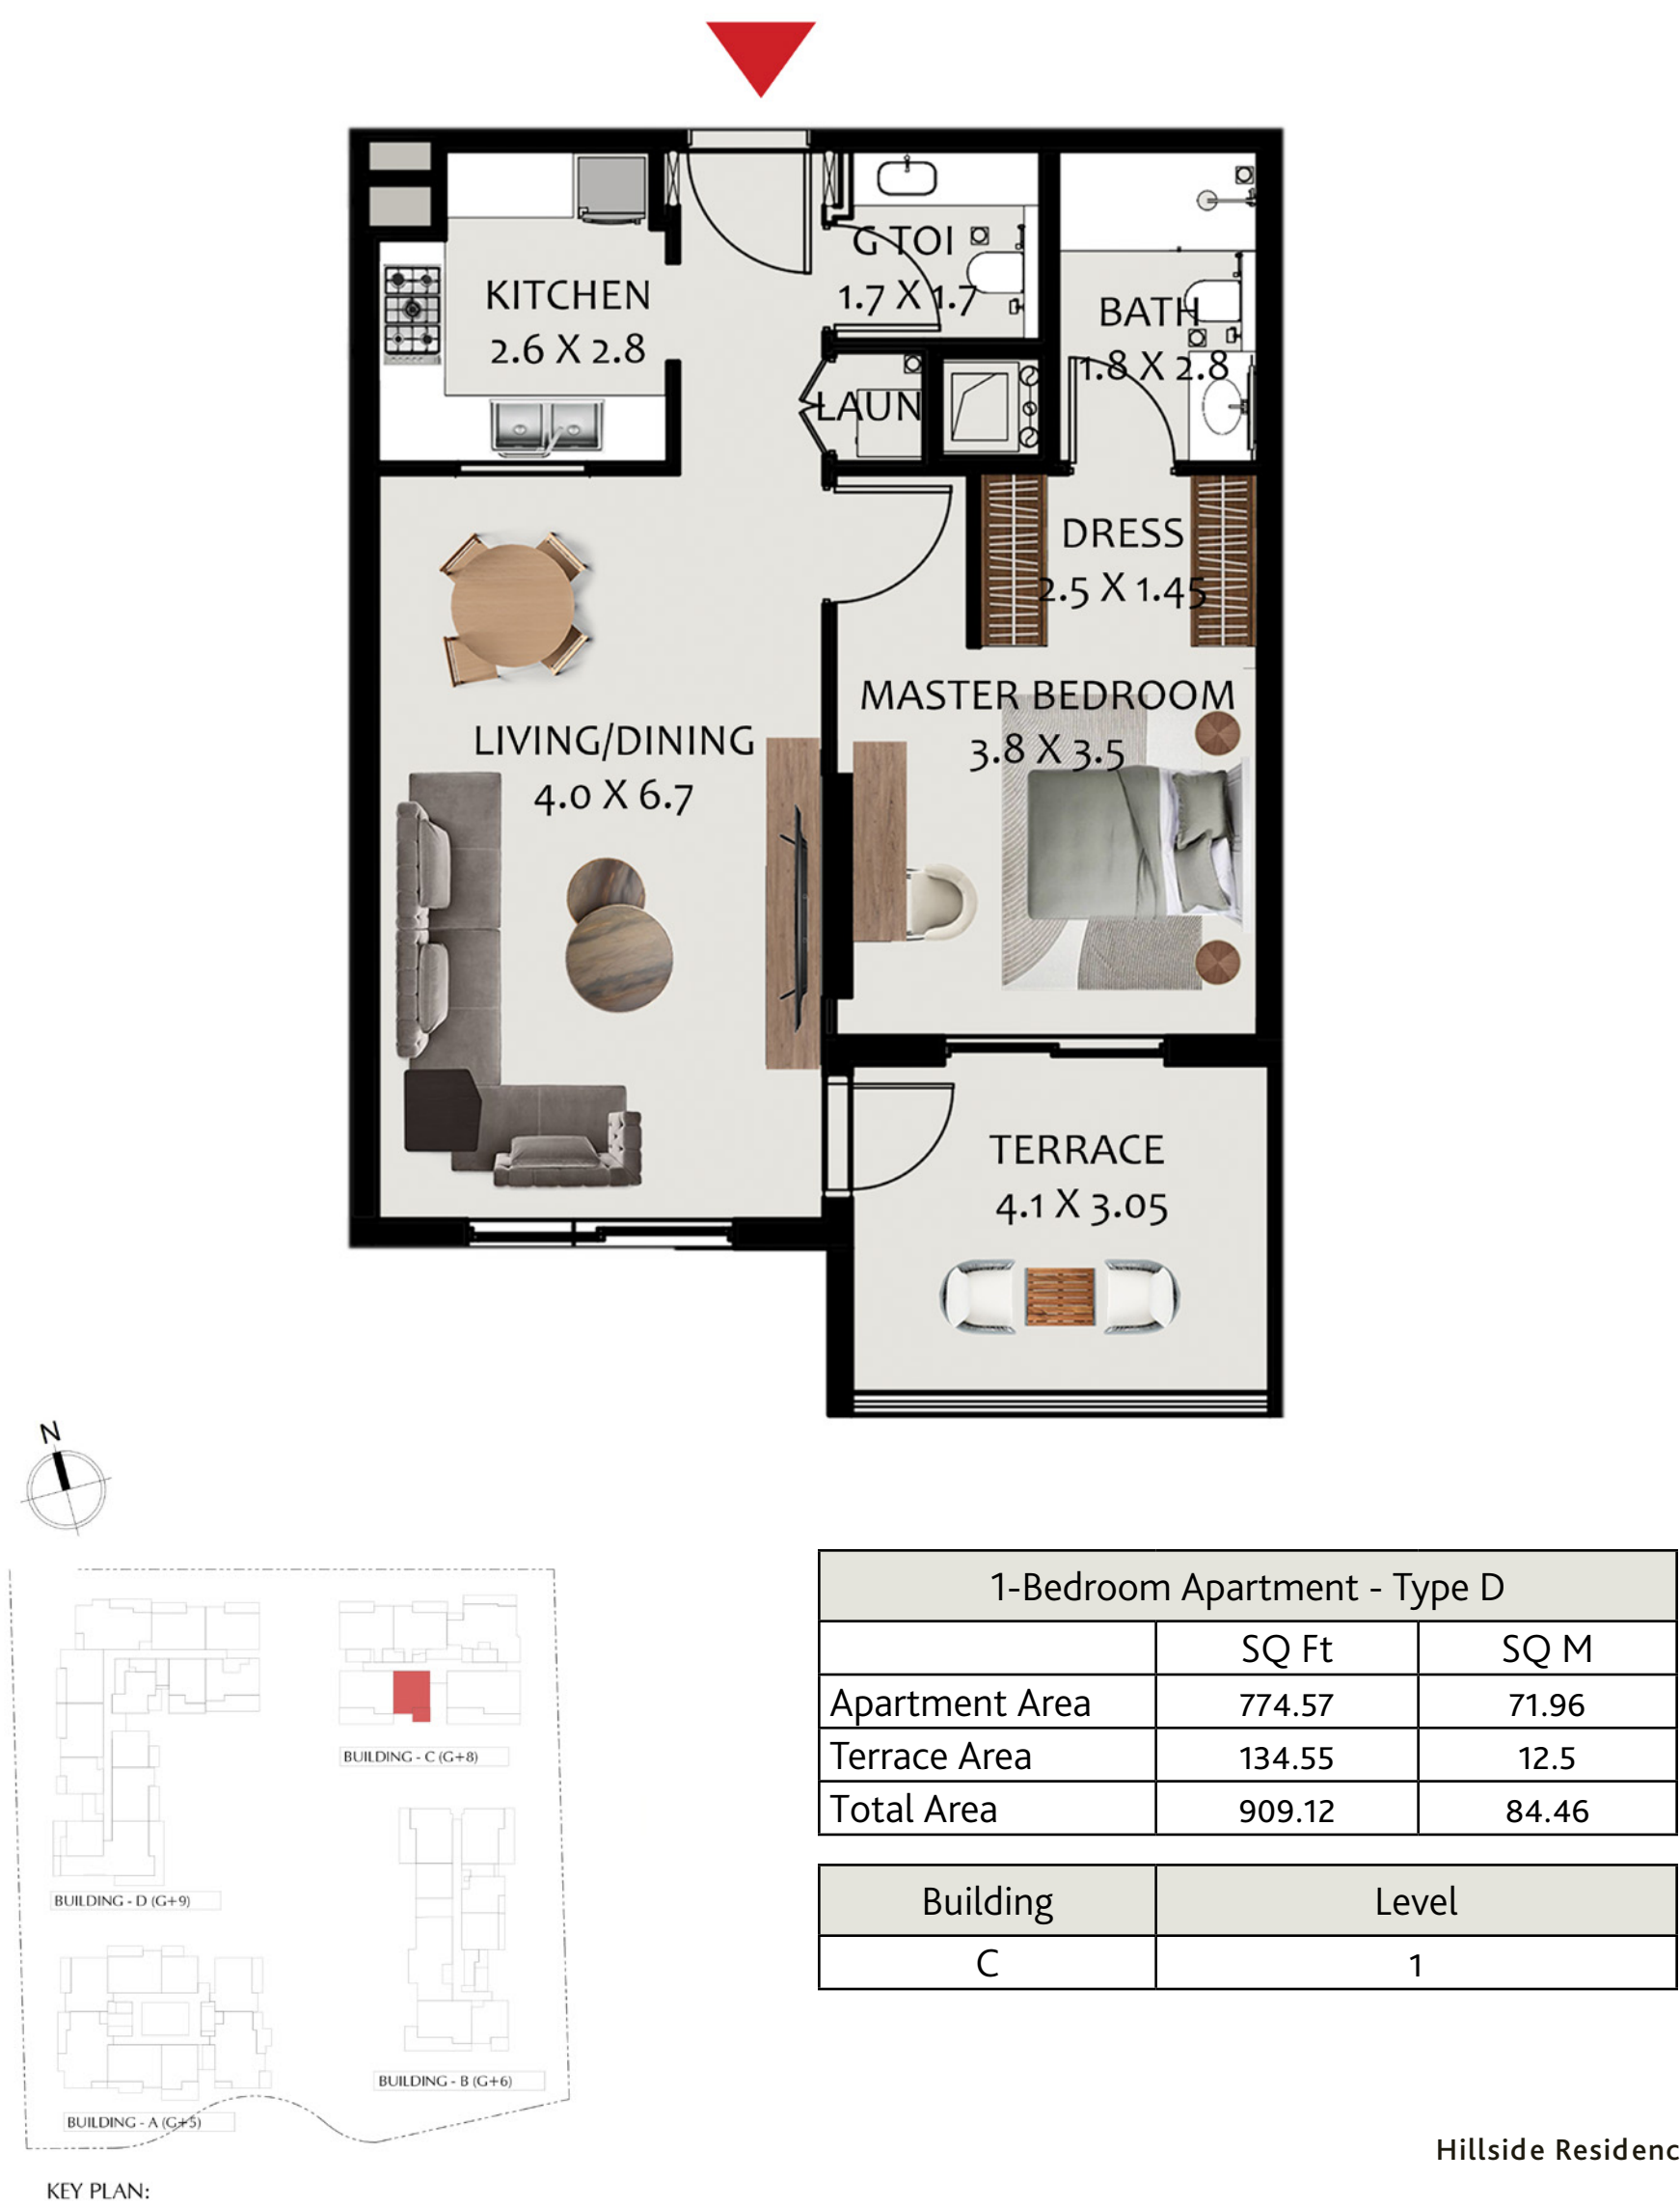 KITCHEN
2.6 X 2.8
G TOI
1.7 X 1.7
BATH
1.8 X 2.8
LAUN
DRESS
2.5 X 1.45
MASTER BEDROOM
3.8 X 3.5
LIVING/DINING
4.0 X 6.7
TERRACE
4.1 X 3.05
N
BUILDING - C (G+8)
BUILDING - D (G+9)
BUILDING - B (G+6)
BUILDING - A (G+5)
KEY PLAN:
1-Bedroom Apartment - Type D
SQ Ft SQ M
Apartment Area 774.57 71.96
Terrace Area 134.55 12.5
Total Area 909.12 84.46
Building Level
C 1
Hillside Residenc